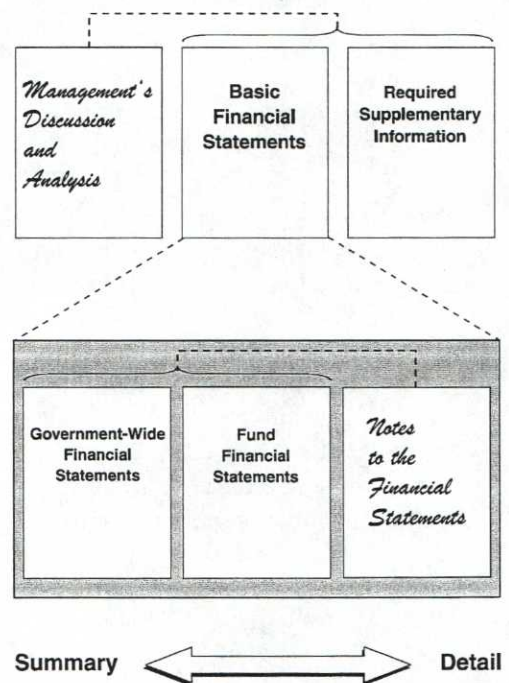 Management's
Discussion
and
Analysis
Basic
Financial
Statements
Required
Supplementary
Information
Government-Wide
Financial
Statements
Fund
Financial
Statements
Notes
to the
Financial
Statements
Summary
Detail